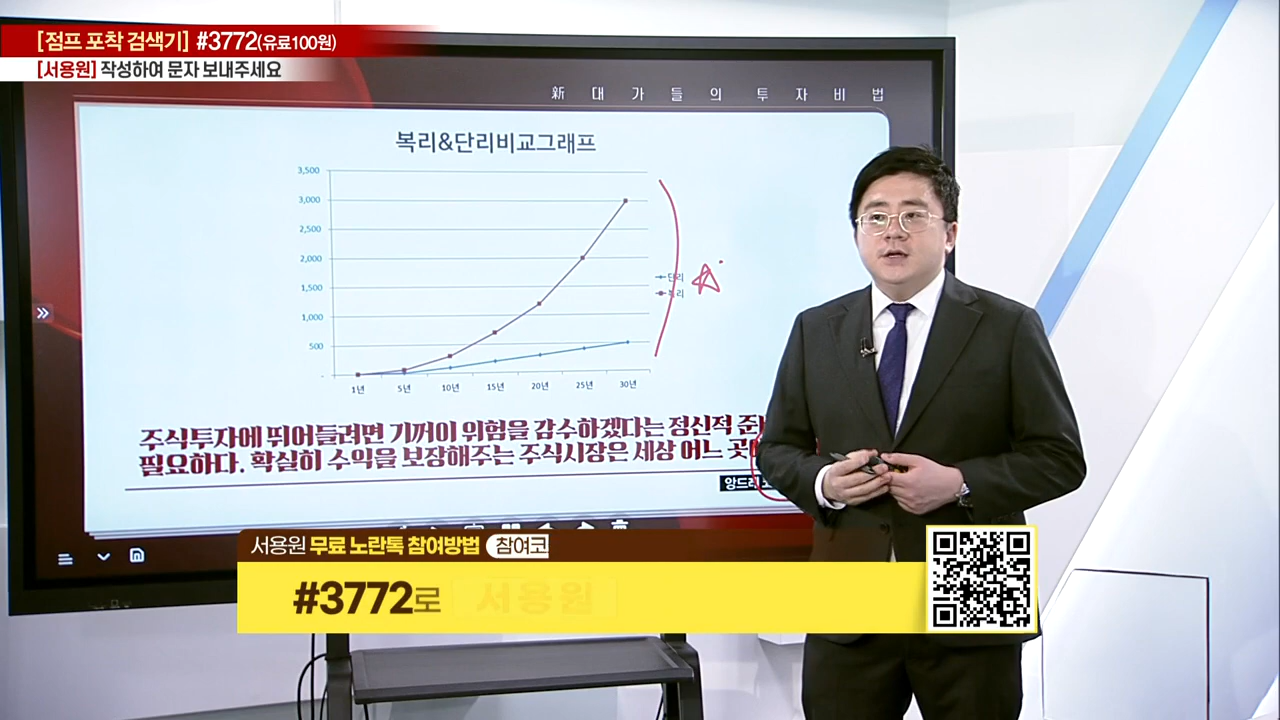 [점프 포착 검색기] #3772(유료100원)
[서용원] 작성하여 문자 보내주세요
新대가들의 투자비법
복리&단리비교그래프
3,500
3,000
2,500
2,000
1,500
1,000
500
-
단리
복리
1년 5년 10년 15년 20년 25년 30년
주식투자에 뛰어들려면 기꺼이 위험을 감수하겠다는 정신적
필요하다. 확실히 수익을 보장해주는 주식시장은 세상 어느
앙드레
서용원 무료 노란톡 참여방법 참여코
#3772로 서용원